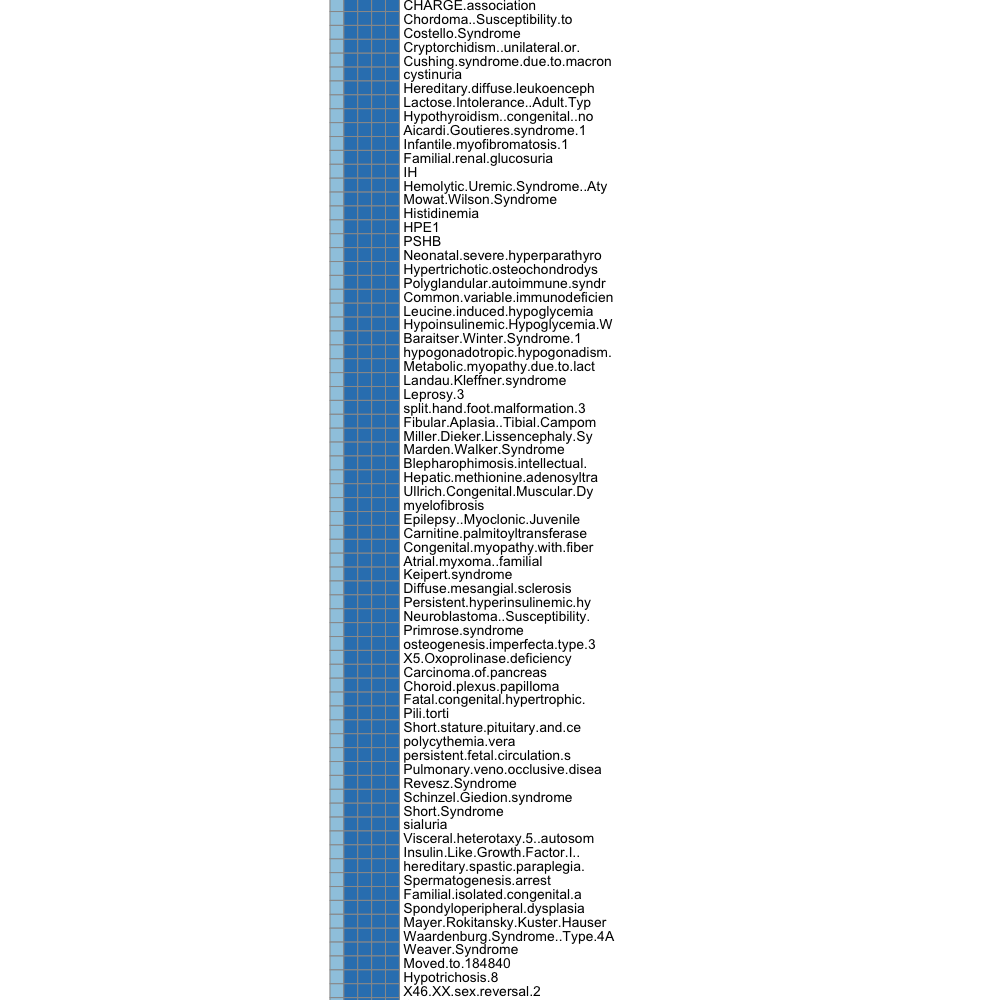 CHARGE.association
Chordoma..Susceptibility.to
Costello.Syndrome
Cryptorchidism..unilateral.or.
Cushing.syndrome.due.to.macron
cystinuria
Hereditary.diffuse.leukoenceph
Lactose.Intolerance..Adult.Typ
Hypothyroidism..congenital..no
Aicardi.Goutieres.syndrome.1
Infantile.myofibromatosis.1
Familial.renal.glucosuria
IH
Hemolytic.Uremic.Syndrome..Aty
Mowat.Wilson.Syndrome
Histidinemia
HPE1
PSHB
Neonatal.severe.hyperparathyro
Hypertrichotic.osteochondrodys
Polyglandular.autoimmune.syndr
Common.variable.immunodeficien
Leucine.induced.hypoglycemia
Hypoinsulinemic.Hypoglycemia.W
Baraitser.Winter.Syndrome.1
hypogonadotropic.hypogonadism.
Metabolic.myopathy.due.to.lact
Landau.Kleffner.syndrome
Leprosy.3
split.hand.foot.malformation.3
Fibular.Aplasia..Tibial.Campom
Miller.Dieker.Lissencephaly.Sy
Marden.Walker.Syndrome
Blepharophimosis.intellectual.
Hepatic.methionine.adenosyltra
Ullrich.Congenital.Muscular.Dy
myelofibrosis
Epilepsy..Myoclonic.Juvenile
Carnitine.palmitoyltransferase
Congenital.myopathy.with.fiber
Atrial.myxoma..familial
Keipert.syndrome
Diffuse.mesangial.sclerosis
Persistent.hyperinsulinemic.hy
Neuroblastoma..Susceptibility.
Primrose.syndrome
osteogenesis.imperfecta.type.3
X5.Oxoprolinase.deficiency
Carcinoma.of.pancreas
Choroid.plexus.papilloma
Fatal.congenital.hypertrophic.
Pili.torti
Short.stature.pituitary.and.ce
polycythemia.vera
persistent.fetal.circulation.s
Pulmonary.veno.occlusive.disea
Revesz.Syndrome
Schinzel.Giedion.syndrome
Short.Syndrome
sialuria
Visceral.heterotaxy.5..autosom
Insulin.Like.Growth.Factor.I..
hereditary.spastic.paraplegia.
Spermatogenesis.arrest
Familial.isolated.congenital.a
Spondyloperipheral.dysplasia
Mayer.Rokitansky.Kuster.Hauser
Waardenburg.Syndrome..Type.4A
Weaver.Syndrome
Moved.to.184840
Hypotrichosis.8
X46.XX.sex.reversal.2